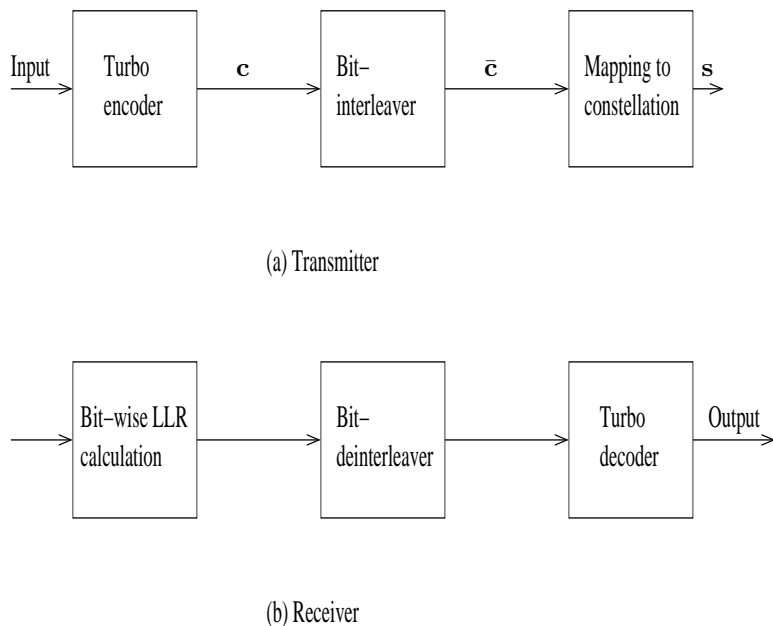 Input
Turbo
encoder
c
Bit−
interleaver
c̄
Mapping to
constellation
s
(a) Transmitter
Bit−wise LLR
calculation
Bit−
deinterleaver
Turbo
decoder
Output
(b) Receiver